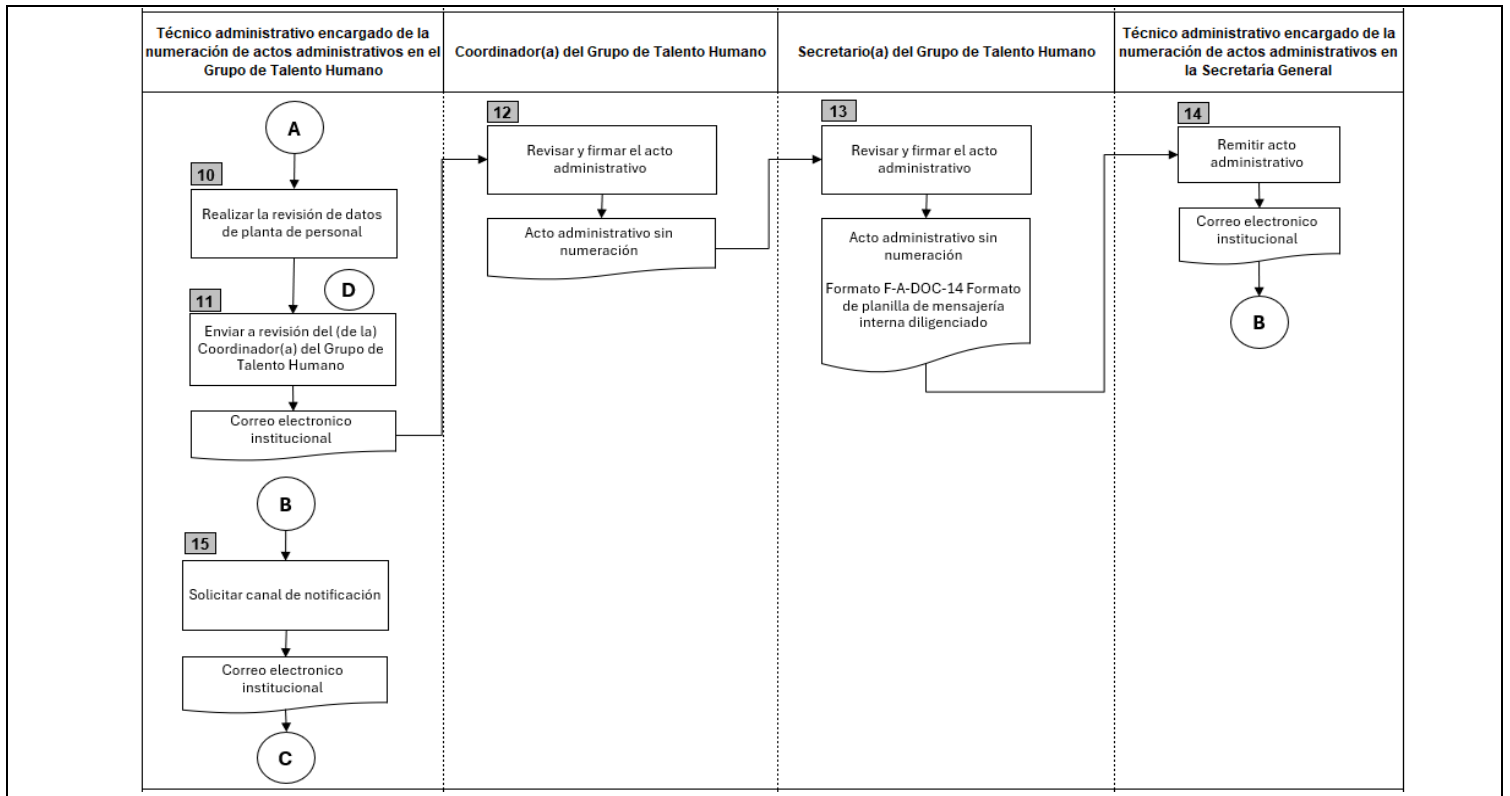 Técnico administrativo encargado de la
numeración de actos administrativos en el
Grupo de Talento Humano
Coordinador(a) del Grupo de Talento Humano
Secretario(a) del Grupo de Talento Humano
Técnico administrativo encargado de la
numeración de actos administrativos en
la Secretaría General
A
10
Realizar la revisión de datos
de planta de personal
D
11
Enviar a revisión del (de la)
Coordinador(a) del Grupo de
Talento Humano
Correo electronico
institucional
12
Revisar y firmar el acto
administrativo
Acto administrativo sin
numeración
13
Revisar y firmar el acto
administrativo
Acto administrativo sin
numeración
Formato F-A-DOC-14 Formato
de planilla de mensajería
interna diligenciado
14
Remitir acto
administrativo
Correo electronico
institucional
B
B
15
Solicitar canal de notificación
Correo electronico
institucional
C